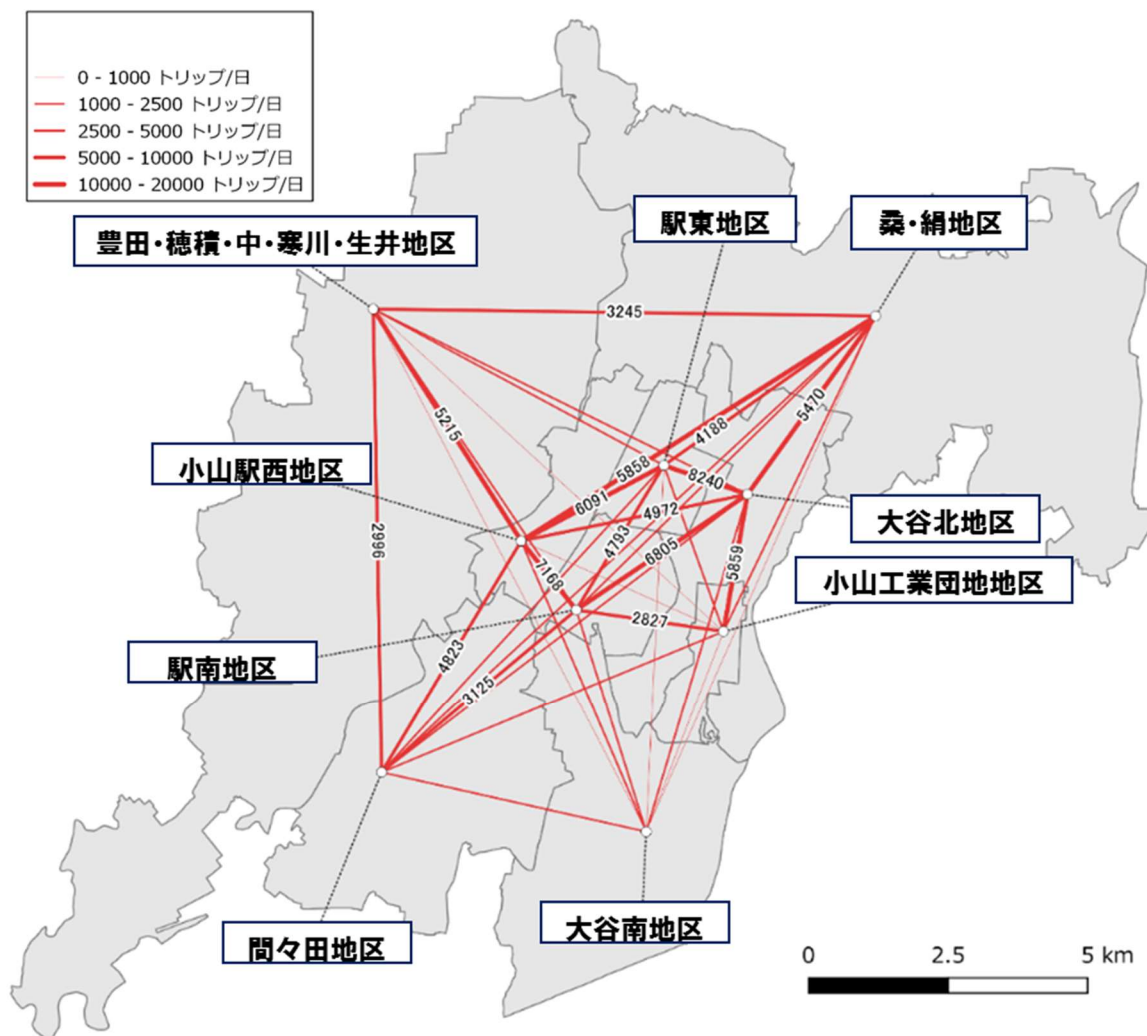 0 - 1000 トリップ/日
1000 - 2500 トリップ/日
2500 - 5000 トリップ/日
5000 - 10000 トリップ/日
10000 - 20000 トリップ/日
駅東地区
桑・絹地区
豊田・穂積・中・寒川・生井地区
3245
5470
4188
5215
小山駅西地区
5858
8240
大谷北地区
6091
4972
2996
4793
6805
5859
小山工業団地地区
7168
2827
駅南地区
4823
3125
大谷南地区
間々田地区
0 2.5 5 km